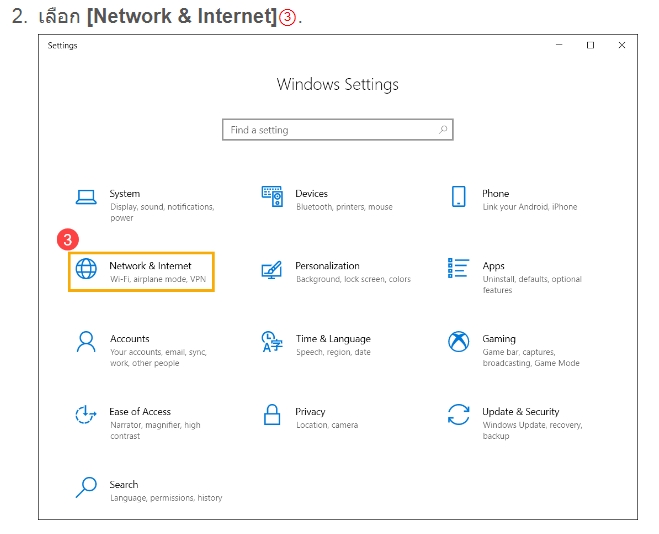 2. เลือก [Network & Internet]③.
Settings
Windows Settings
Find a setting
System
Display, sound, notifications,
power
Devices
Bluetooth, printers, mouse
Phone
Link your Android, iPhone
3
Network & Internet
Wi-Fi, airplane mode, VPN
Personalization
Background, lock screen, colors
Apps
Uninstall, defaults, optional
features
Accounts
Your accounts, email, sync,
work, other people
Time & Language
Speech, region, date
Gaming
Game bar, captures,
broadcasting, Game Mode
Ease of Access
Narrator, magnifier, high
contrast
Privacy
Location, camera
Update & Security
Windows Update, recovery,
backup
Search
Language, permissions, history